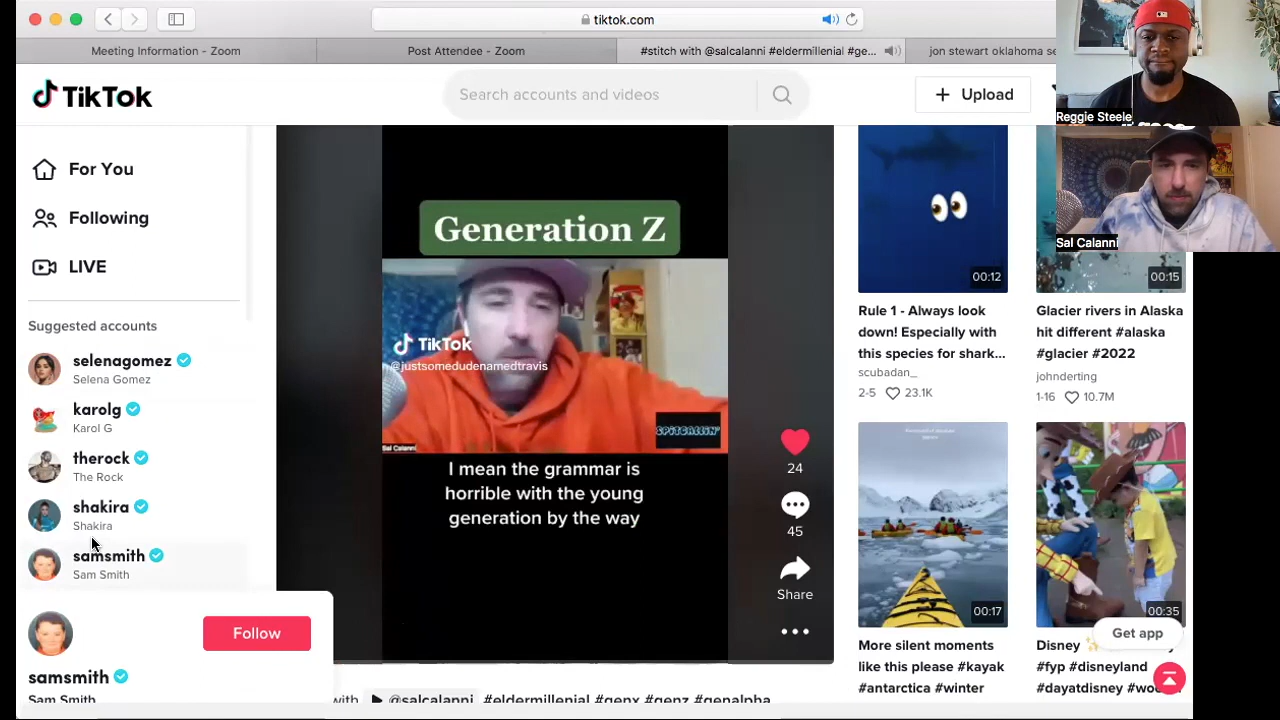 tiktok.com
Meeting Information - Zoom
Post Attendee - Zoom
#stitch with @salcalanni #eldermillenial #ge...
jon stewart oklahoma se
TikTok
Search accounts and videos
Upload
Reggie Steele
Sal Calanni
For You
Following
LIVE
Suggested accounts
selenagomez
Selena Gomez
karolg
Karol G
therock
The Rock
shakira
Shakira
samsmith
Sam Smith
Follow
samsmith
Sam Smith
Generation Z
TikTok
@justsomedudenamedtravis
Sal Calanni
SPITCALLIN'
I mean the grammar is
horrible with the young
generation by the way
24
45
Share
with @salcalanni #eldermillenial #genx #genz #genalpha
00:12
Rule 1 - Always look
down! Especially with
this species for shark...
scubadan_
2-5 23.1K
00:15
Glacier rivers in Alaska
hit different #alaska
#glacier #2022
johnderting
1-16 10.7M
00:17
More silent moments
like this please #kayak
#antarctica #winter
00:35
Get app
Disney
#fyp #disneyland
#dayatdisney